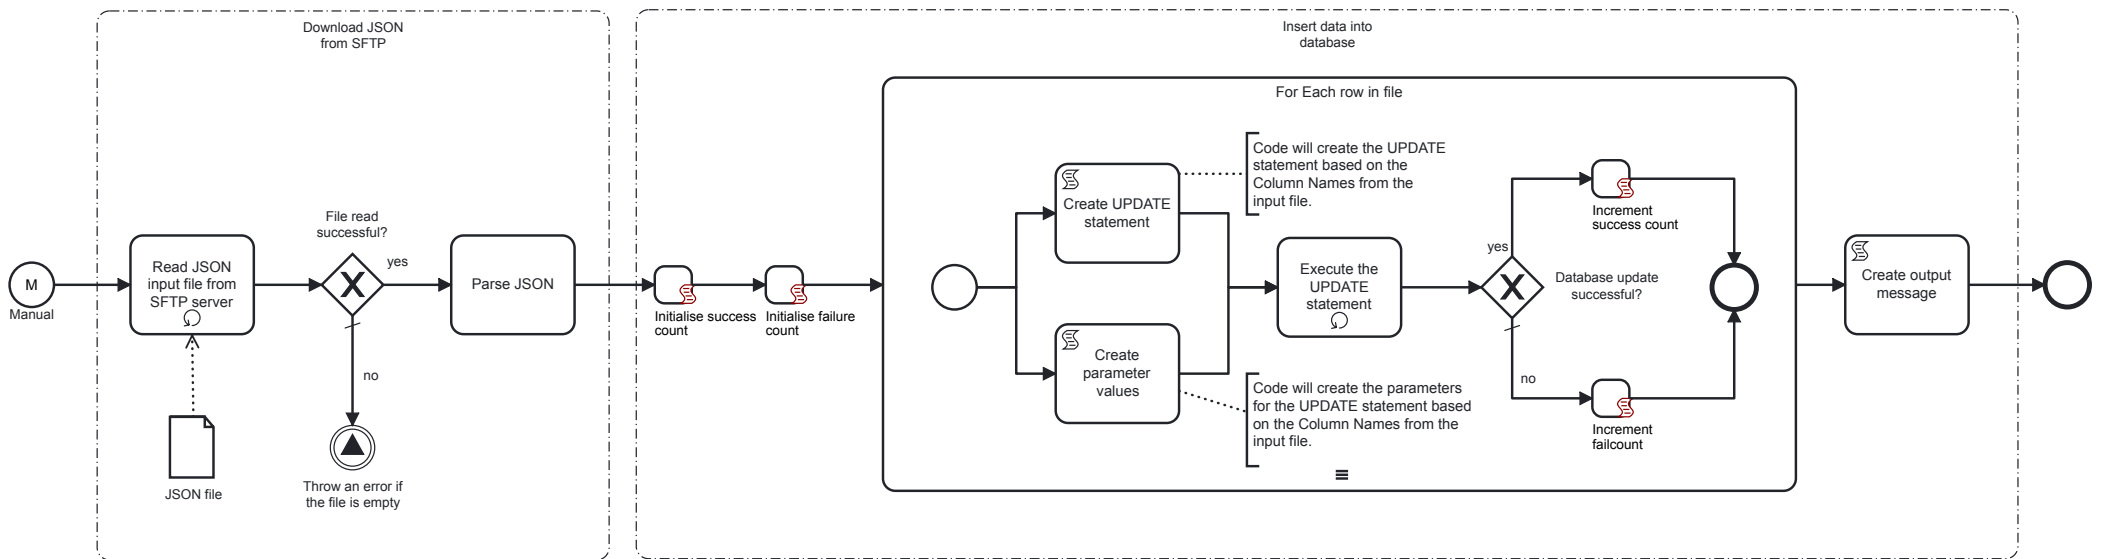 Download JSON
from SFTP
Insert data into
database
For Each row in file
Code will create the UPDATE
statement based on the
Column Names from the
input file.
Create UPDATE
statement
Increment
success count
File read
successful?
yes
Read JSON
input file from
SFTP server
Parse JSON
M
Manual
Initialise success
count
Initialise failure
count
Execute the
UPDATE
statement
yes
Database update
successful?
Create output
message
no
Create
parameter
values
Code will create the parameters
for the UPDATE statement based
on the Column Names from the
input file.
no
Increment
failcount
JSON file
Throw an error if
the file is empty